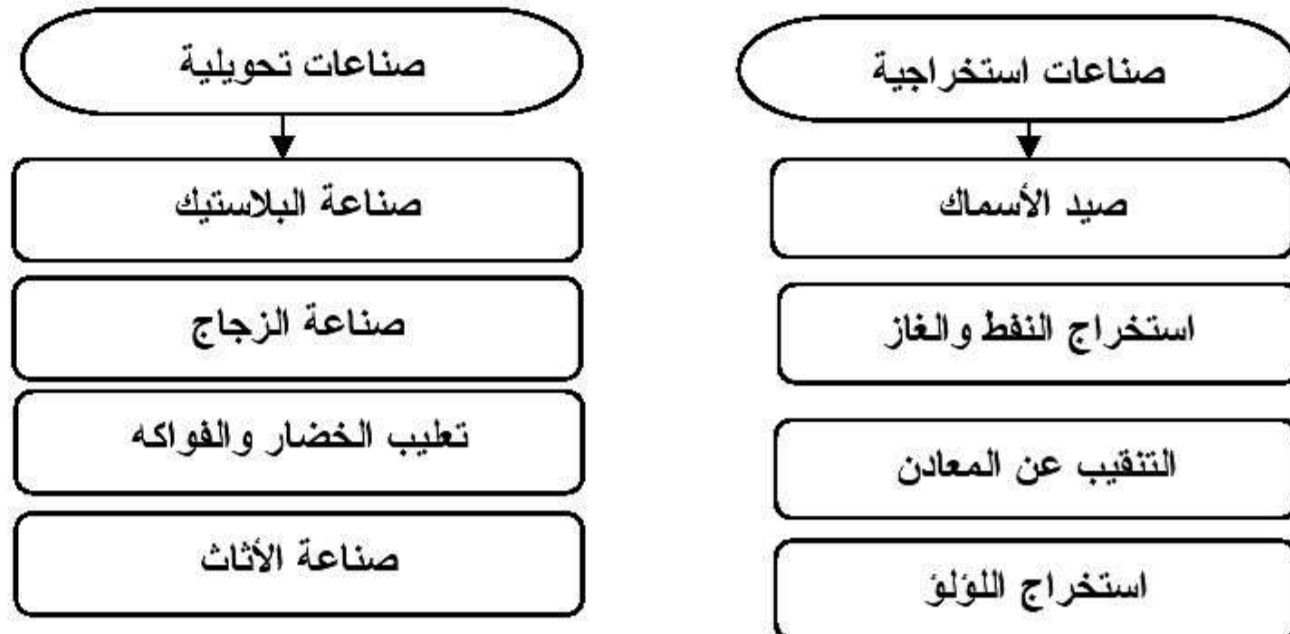 صناعات استخراجية
صيد الأسماك
استخراج النفط والغاز
التنقيب عن المعادن
استخراج اللؤلؤ
صناعات تحويلية
صناعة البلاستيك
صناعة الزجاج
تعليب الخضار والفواكه
صناعة الأثاث